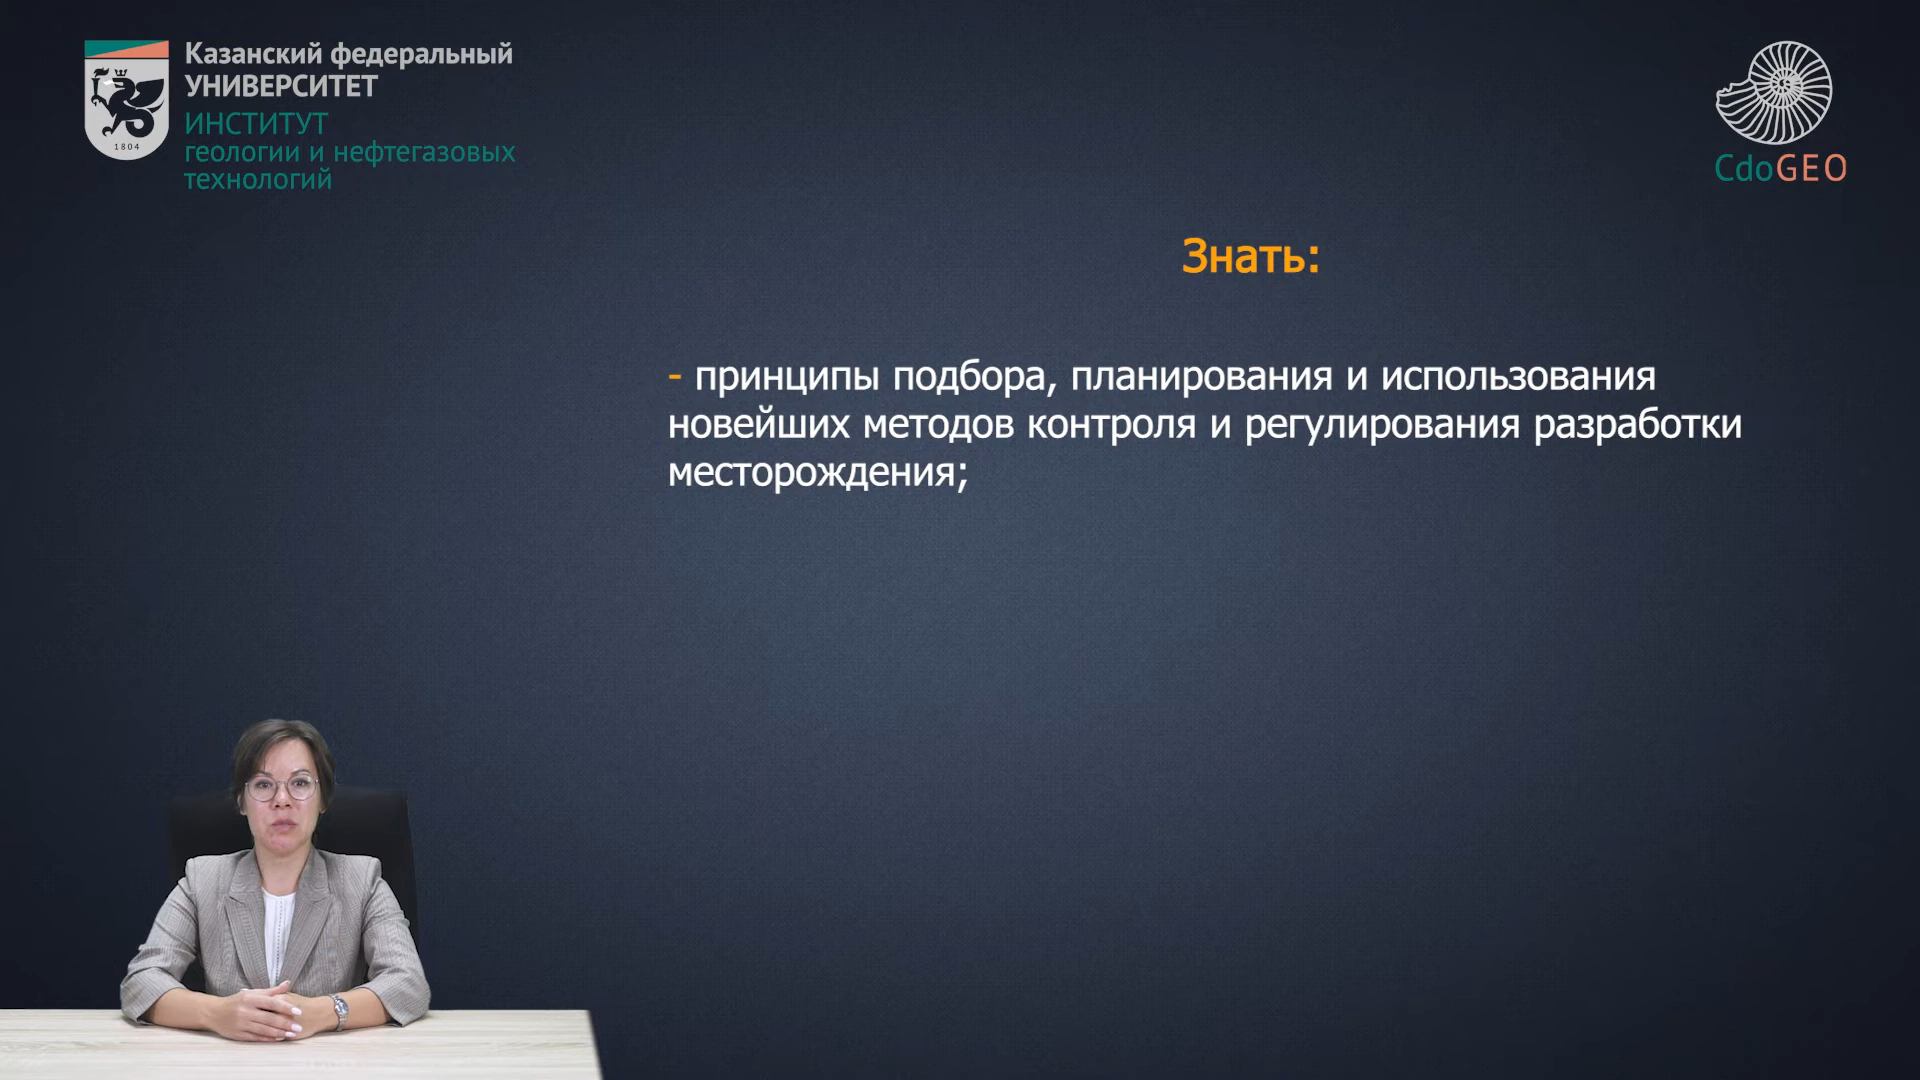 Казанский федеральный
УНИВЕРСИТЕТ
ИНСТИТУТ
геологии и нефтегазовых
технологий
1804
CdoGEO
Знать:
- принципы подбора, планирования и использования
новейших методов контроля и регулирования разработки
месторождения;